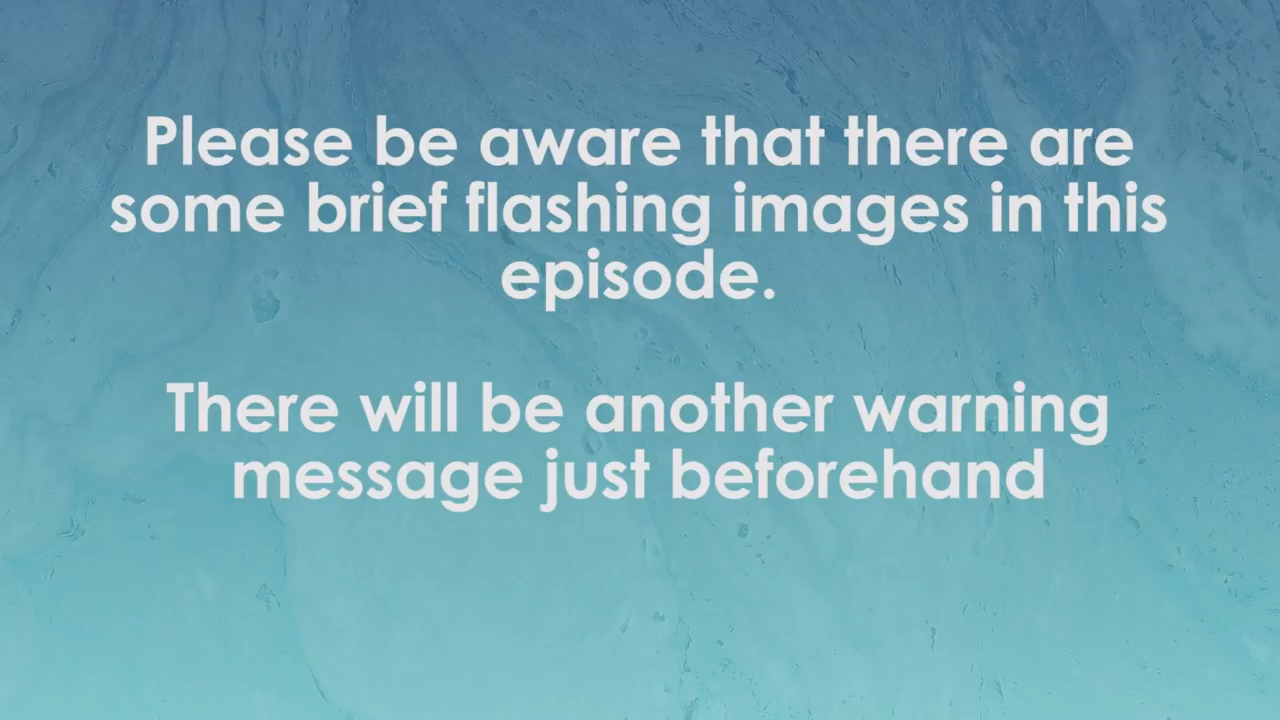 Please be aware that there are
some brief flashing images in this
episode.
There will be another warning
message just beforehand